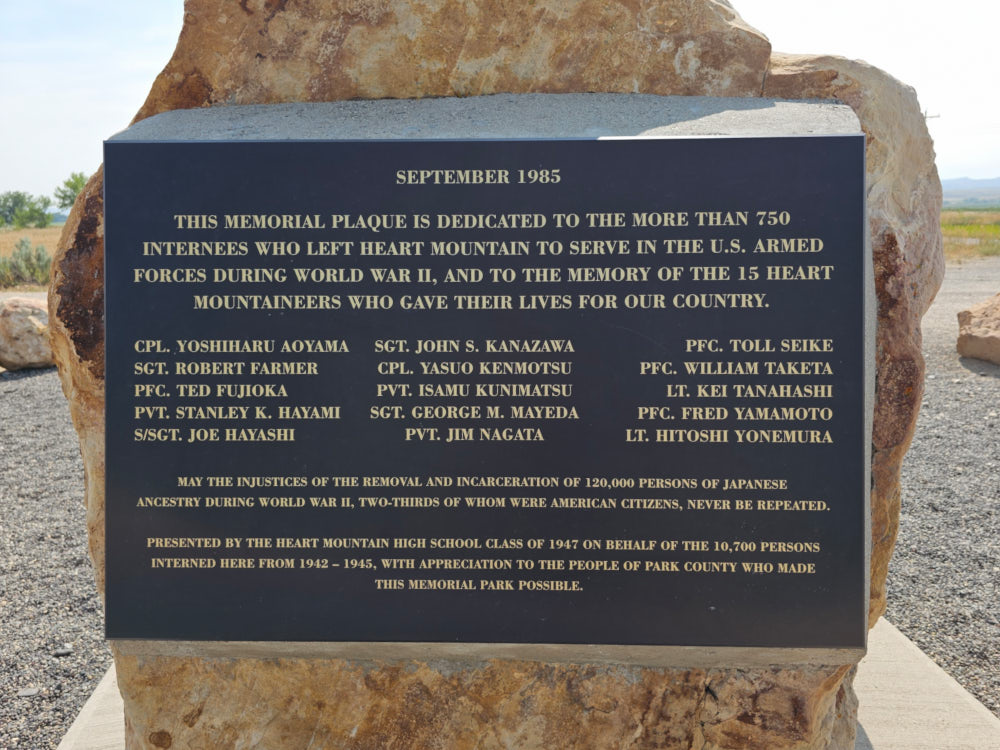 SEPTEMBER 1985
THIS MEMORIAL PLAQUE IS DEDICATED TO THE MORE THAN 750
INTERNEES WHO LEFT HEART MOUNTAIN TO SERVE IN THE U.S. ARMED
FORCES DURING WORLD WAR II, AND TO THE MEMORY OF THE 15 HEART
MOUNTAINEERS WHO GAVE THEIR LIVES FOR OUR COUNTRY.
CPL. YOSHIHARU AOYAMA
SGT. ROBERT FARMER
PFC. TED FUJIOKA
PVT. STANLEY K. HAYAMI
S/SGT. JOE HAYASHI
SGT. JOHN S. KANAZAWA
CPL. YASUO KENMOTSU
PVT. ISAMU KUNIMATSU
SGT. GEORGE M. MAYEDA
PVT. JIM NAGATA
PFC. TOLL SEIKE
PFC. WILLIAM TAKETA
LT. KEI TANAHASHI
PFC. FRED YAMAMOTO
LT. HITOSHI YONEMURA
MAY THE INJUSTICES OF THE REMOVAL AND INCARCERATION OF 120,000 PERSONS OF JAPANESE
ANCESTRY DURING WORLD WAR II, TWO-THIRDS OF WHOM WERE AMERICAN CITIZENS, NEVER BE REPEATED.
PRESENTED BY THE HEART MOUNTAIN HIGH SCHOOL CLASS OF 1947 ON BEHALF OF THE 10,700 PERSONS
INTERNED HERE FROM 1942 – 1945, WITH APPRECIATION TO THE PEOPLE OF PARK COUNTY WHO MADE
THIS MEMORIAL PARK POSSIBLE.